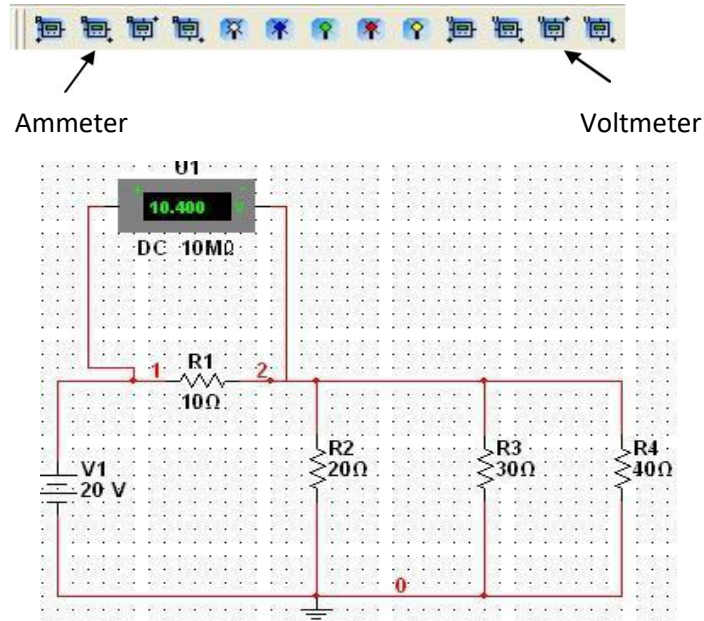 Ammeter Voltmeter
U1
+ -
10.400 V
DC 10MΩ
1 R1 2
10Ω
R2 R3 R4
20Ω 30Ω 40Ω
V1
20 V
0